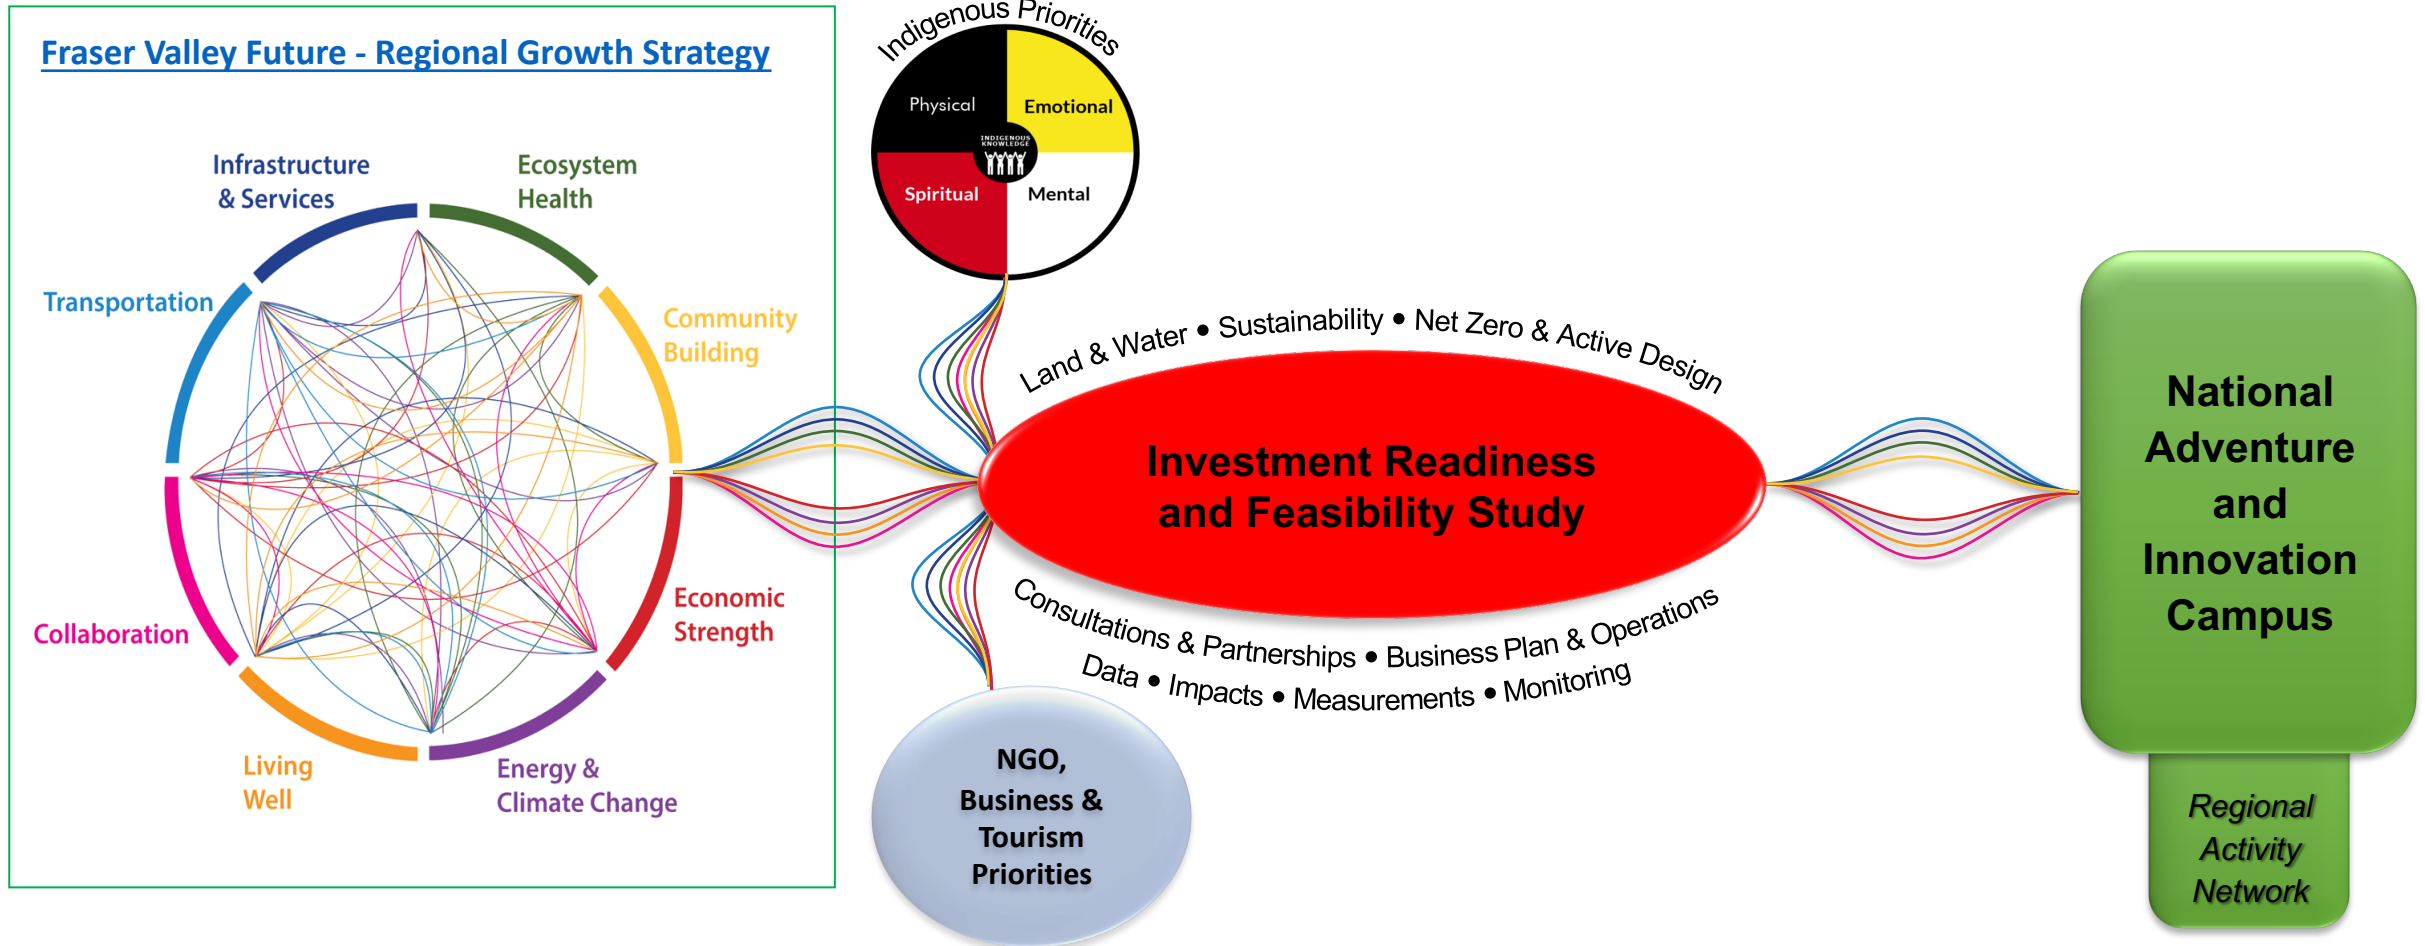 Fraser Valley Future - Regional Growth Strategy
Infrastructure
& Services
Ecosystem
Health
Transportation
Community
Building
Collaboration
Economic
Strength
Living
Well
Energy &
Climate Change
Indigenous Priorities
Physical
Emotional
INDIGENOUS
KNOWLEDGE
Spiritual
Mental
Land & Water • Sustainability • Net Zero & Active Design
Investment Readiness
and Feasibility Study
Consultations & Partnerships • Business Plan & Operations
Data • Impacts • Measurements • Monitoring
NGO,
Business &
Tourism
Priorities
National
Adventure
and
Innovation
Campus
Regional
Activity
Network